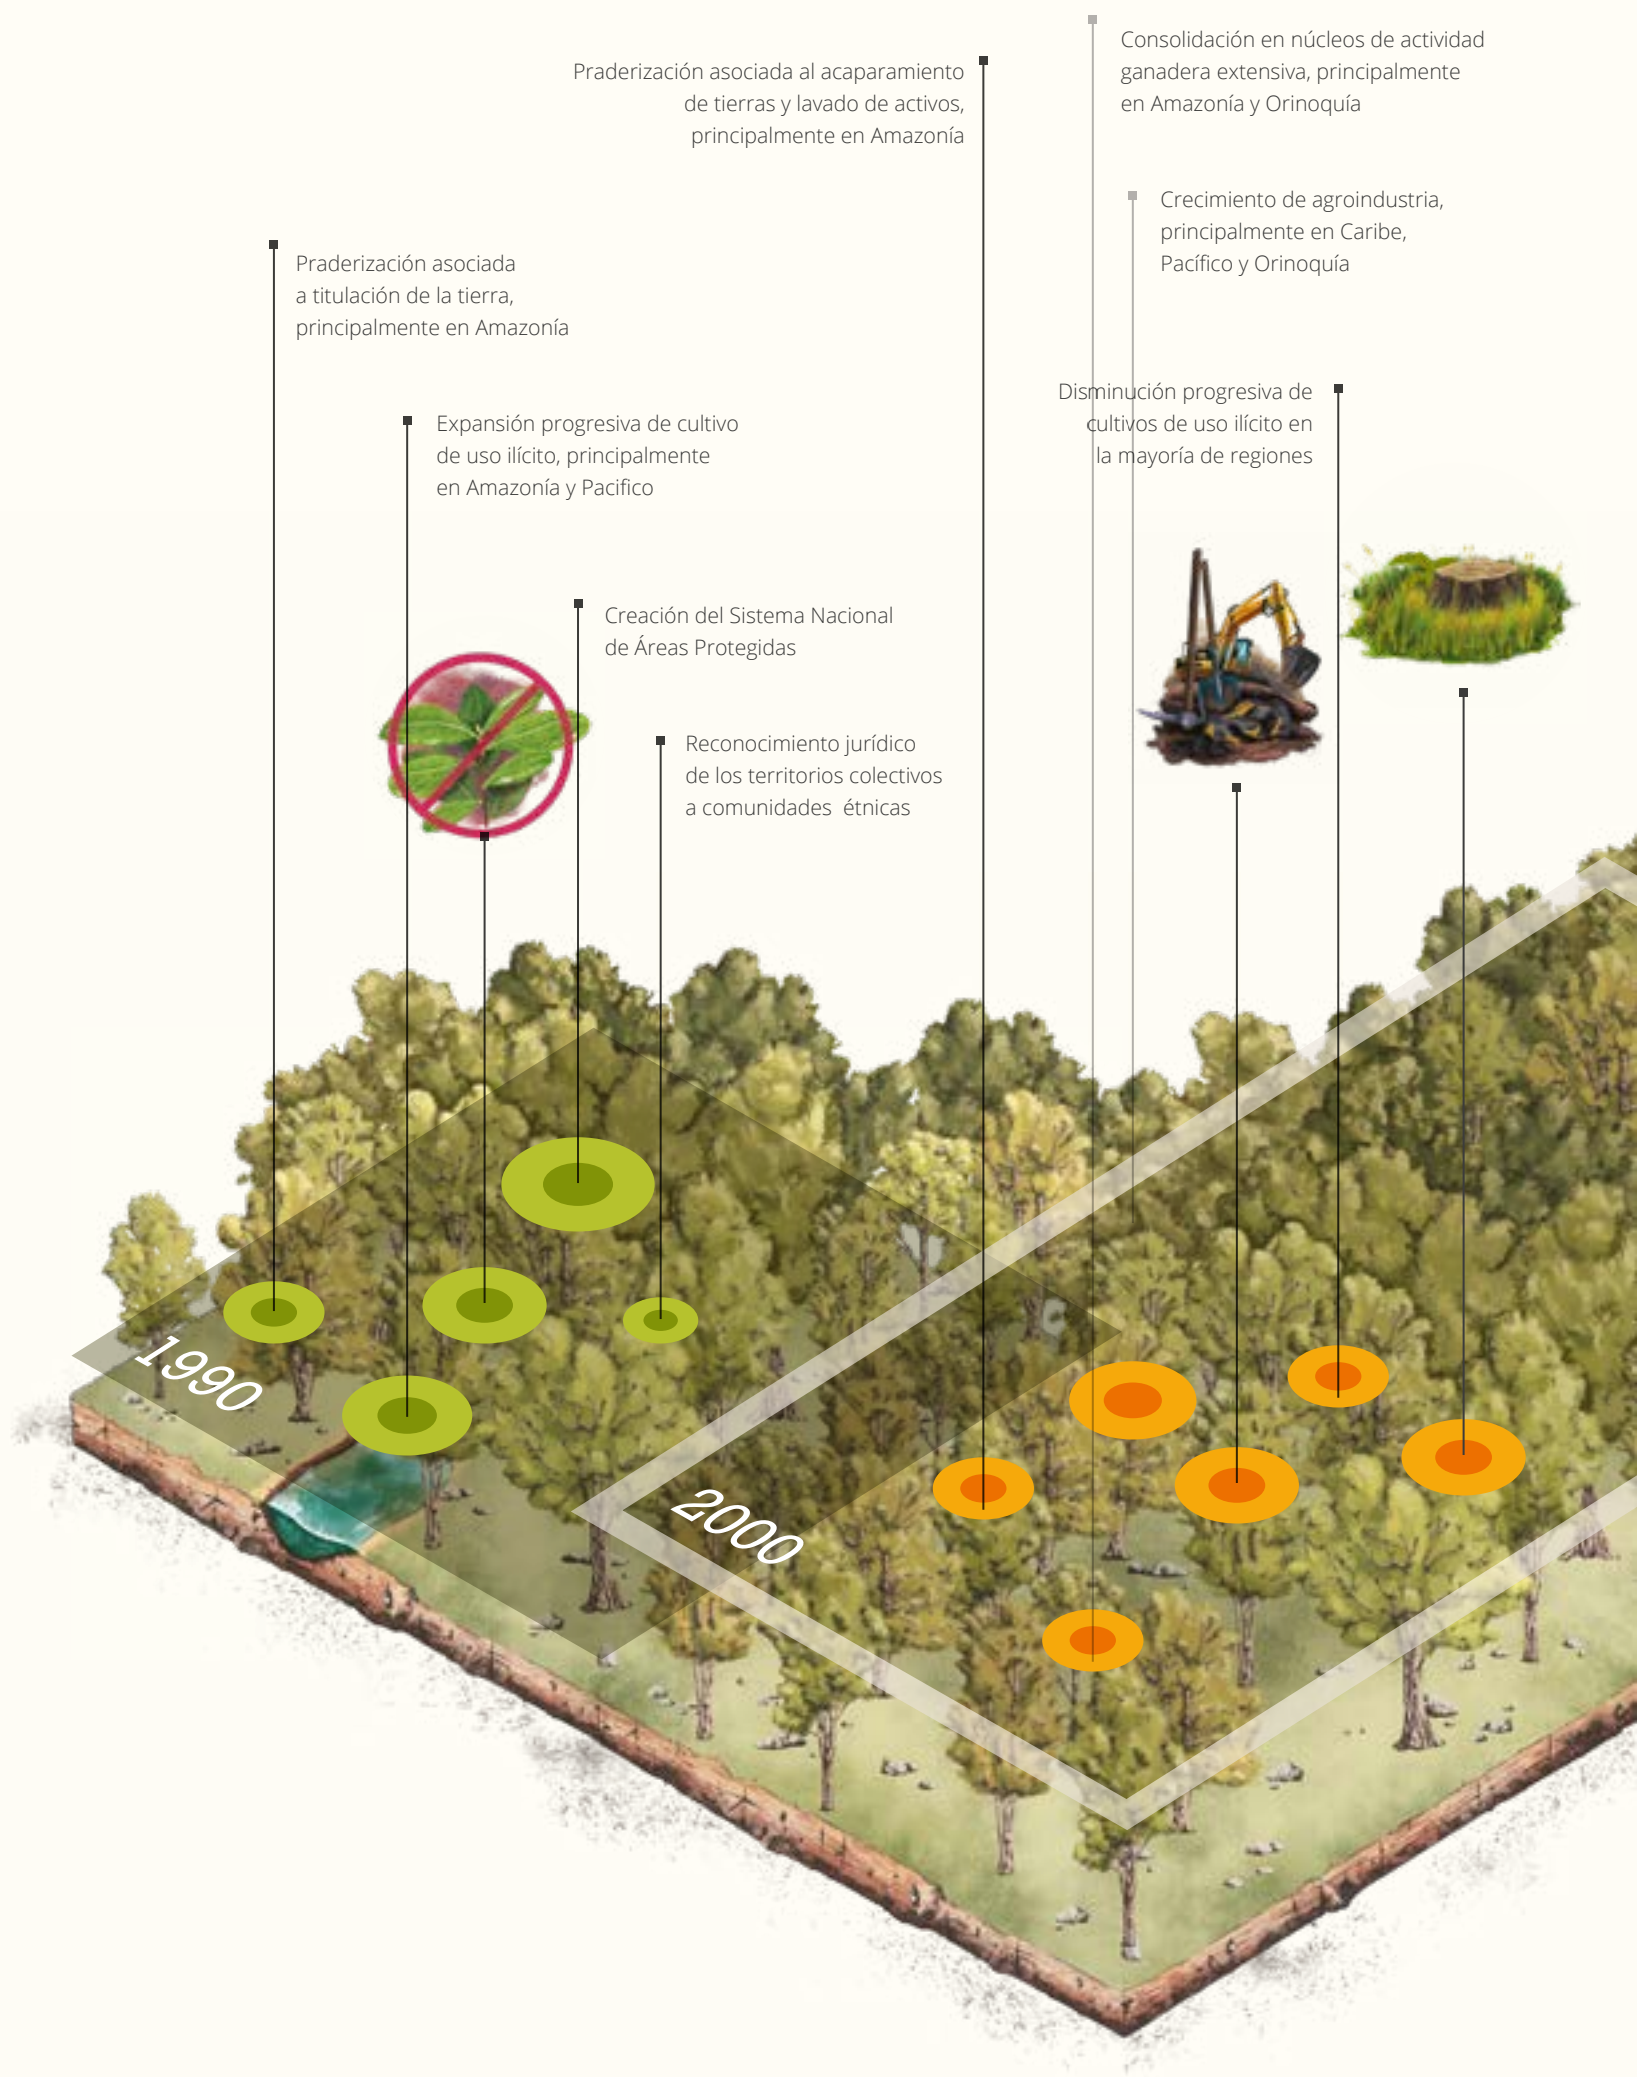 Consolidación en núcleos de actividad
ganadera extensiva, principalmente
en Amazonía y Orinoquía
Praderización asociada al acaparamiento
de tierras y lavado de activos,
principalmente en Amazonía
Crecimiento de agroindustria,
principalmente en Caribe,
Pacífico y Orinoquía
Praderización asociada
a titulación de la tierra,
principalmente en Amazonía
Disminución progresiva de
cultivos de uso ilícito en
la mayoría de regiones
Expansión progresiva de cultivo
de uso ilícito, principalmente
en Amazonía y Pacifico
Creación del Sistema Nacional
de Áreas Protegidas
Reconocimiento jurídico
de los territorios colectivos
a comunidades  étnicas
1990
2000